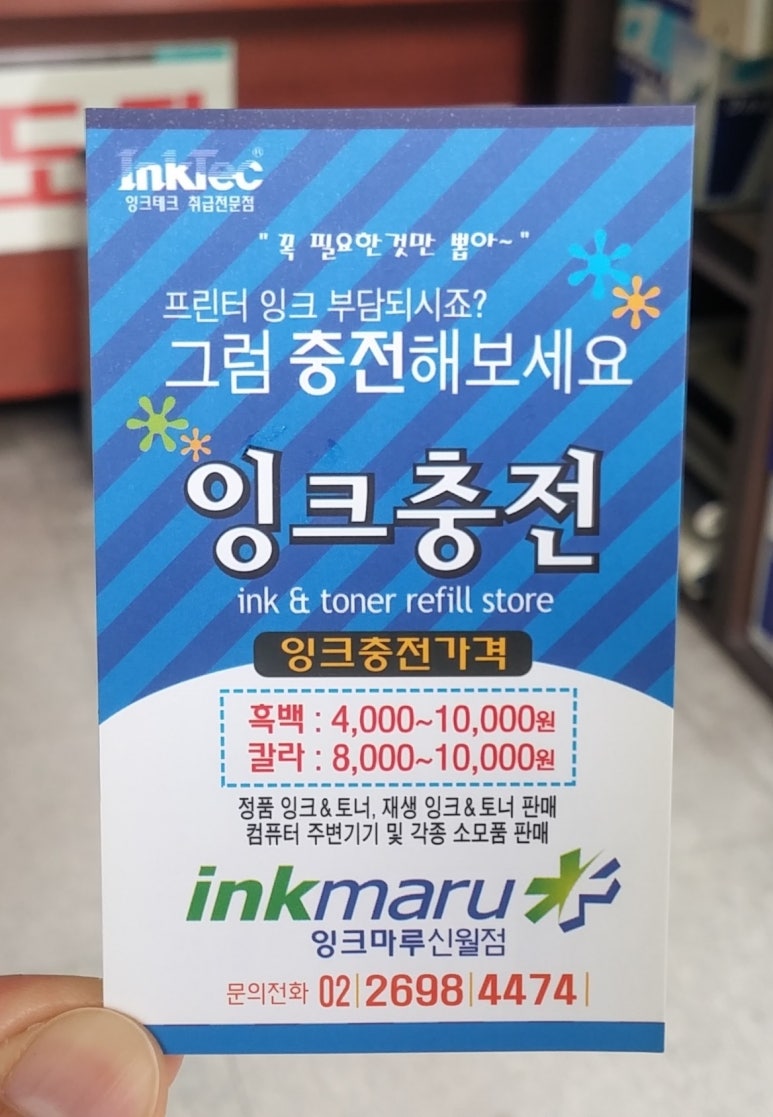 InkTec®
잉크테크 취급전문점
" 꼭 필요한것만 뽑아~ "
프린터 잉크 부담되시죠?
그럼 충전해보세요
잉크충전
ink & toner refill store
잉크충전가격
흑백 : 4,000~10,000원
칼라 : 8,000~10,000원
정품 잉크&토너, 재생 잉크&토너 판매
컴퓨터 주변기기 및 각종 소모품 판매
inkmaru
잉크마루신월점
문의전화 02|2698|4474|